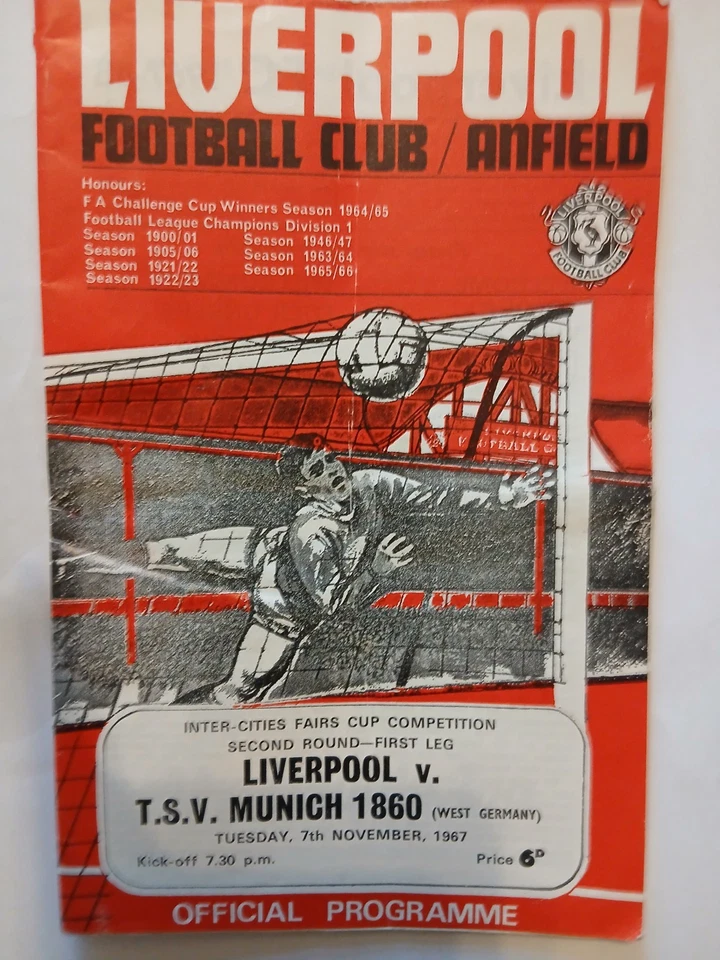 LIVERPOOL
FOOTBALL CLUB / ANFIELD
Honours:
F A Challenge Cup Winners Season 1964/65
Football League Champions Division 1
Season 1900/01 Season 1946/47
Season 1905/06 Season 1963/64
Season 1921/22 Season 1965/66
Season 1922/23
LIVERPOOL
FOOTBALL CLUB
LIVERPOOL
FOOTBALL
INTER-CITIES FAIRS CUP COMPETITION
SECOND ROUND—FIRST LEG
LIVERPOOL v.
T.S.V. MUNICH 1860 (WEST GERMANY)
TUESDAY, 7th NOVEMBER, 1967
Kick-off 7.30 p.m. Price 6D
OFFICIAL PROGRAMME